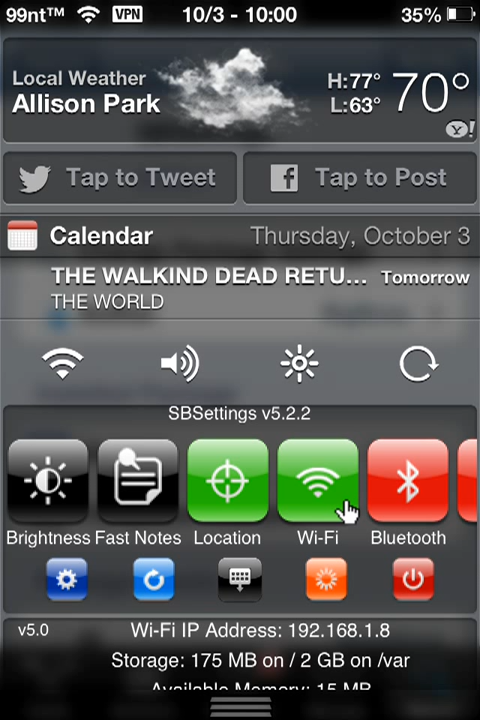 99nt™ VPN 10/3 - 10:00 35%
Local Weather
Allison Park
H:77°
L:63°
70°
Y!
Tap to Tweet
Tap to Post
Calendar Thursday, October 3
THE WALKIND DEAD RETU... Tomorrow
THE WORLD
SBSettings v5.2.2
Brightness Fast Notes Location Wi-Fi Bluetooth
v5.0 Wi-Fi IP Address: 192.168.1.8
Storage: 175 MB on / 2 GB on /var
Available Memory: 15 MB